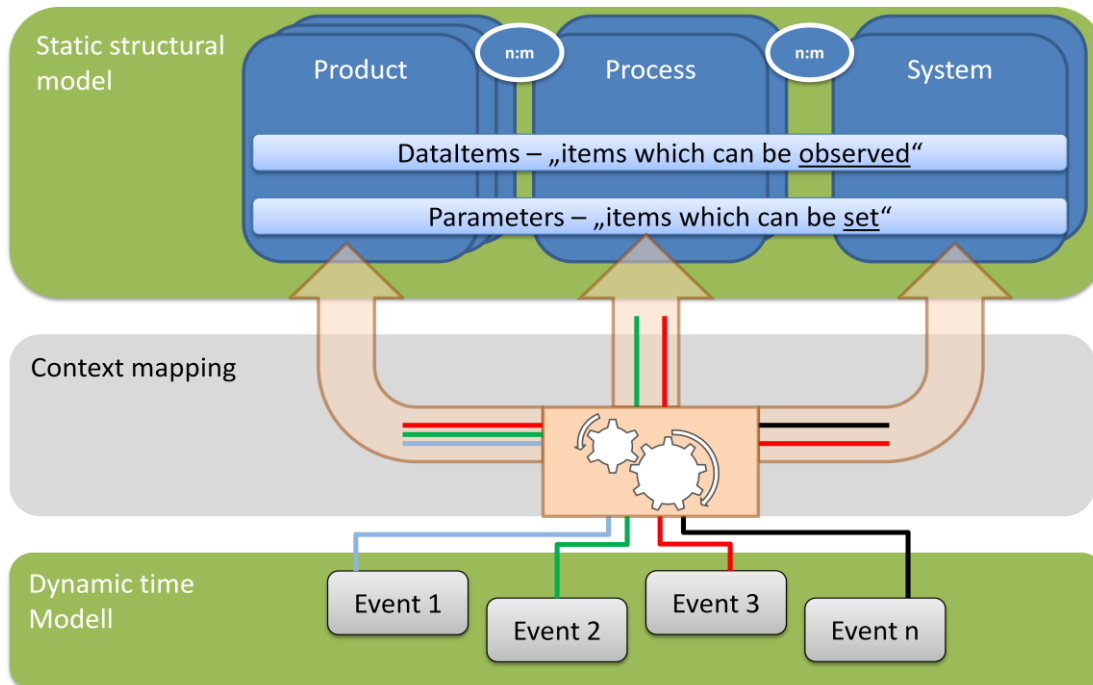 Static structural
model
Product
n:m
Process
n:m
System
DataItems – „items which can be observed“
Parameters – „items which can be set“
Context mapping
Dynamic time
Modell
Event 1
Event 2
Event 3
Event n